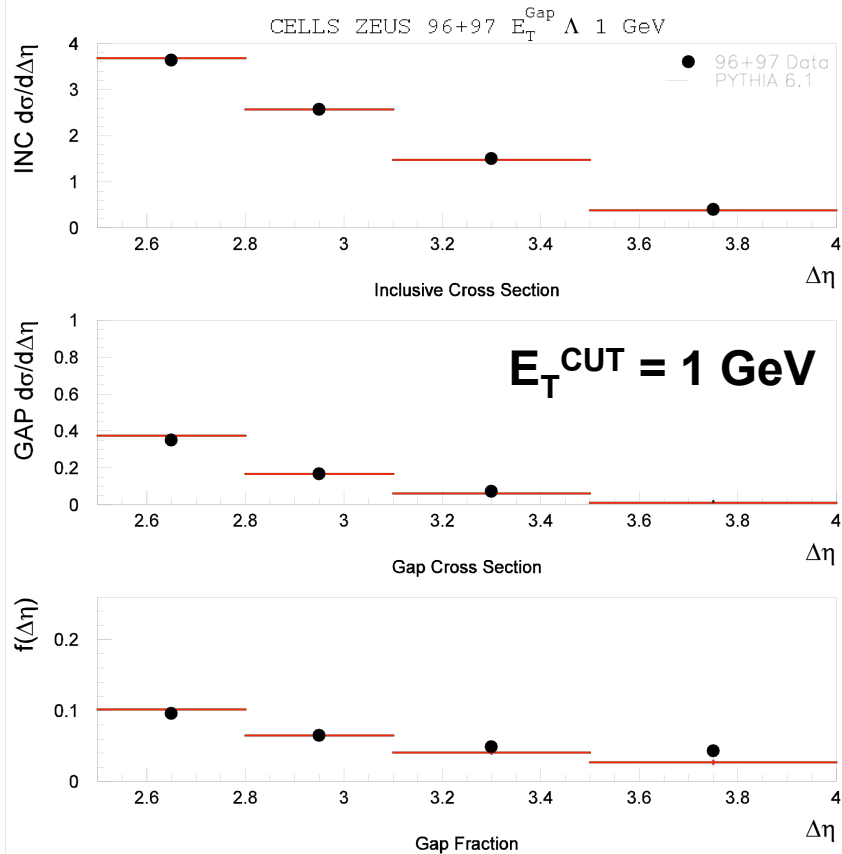 CELLS ZEUS 96+97 E_T^Gap Λ 1 GeV
INC dσ/dΔη
4
3
2
1
0
96+97 Data
PYTHIA 6.1
2.6 2.8 3 3.2 3.4 3.6 3.8 4
Δη
Inclusive Cross Section
GAP dσ/dΔη
1
0.8
0.6
0.4
0.2
0
E_T^CUT = 1 GeV
2.6 2.8 3 3.2 3.4 3.6 3.8 4
Δη
Gap Cross Section
f(Δη)
0.2
0.1
0
2.6 2.8 3 3.2 3.4 3.6 3.8 4
Δη
Gap Fraction